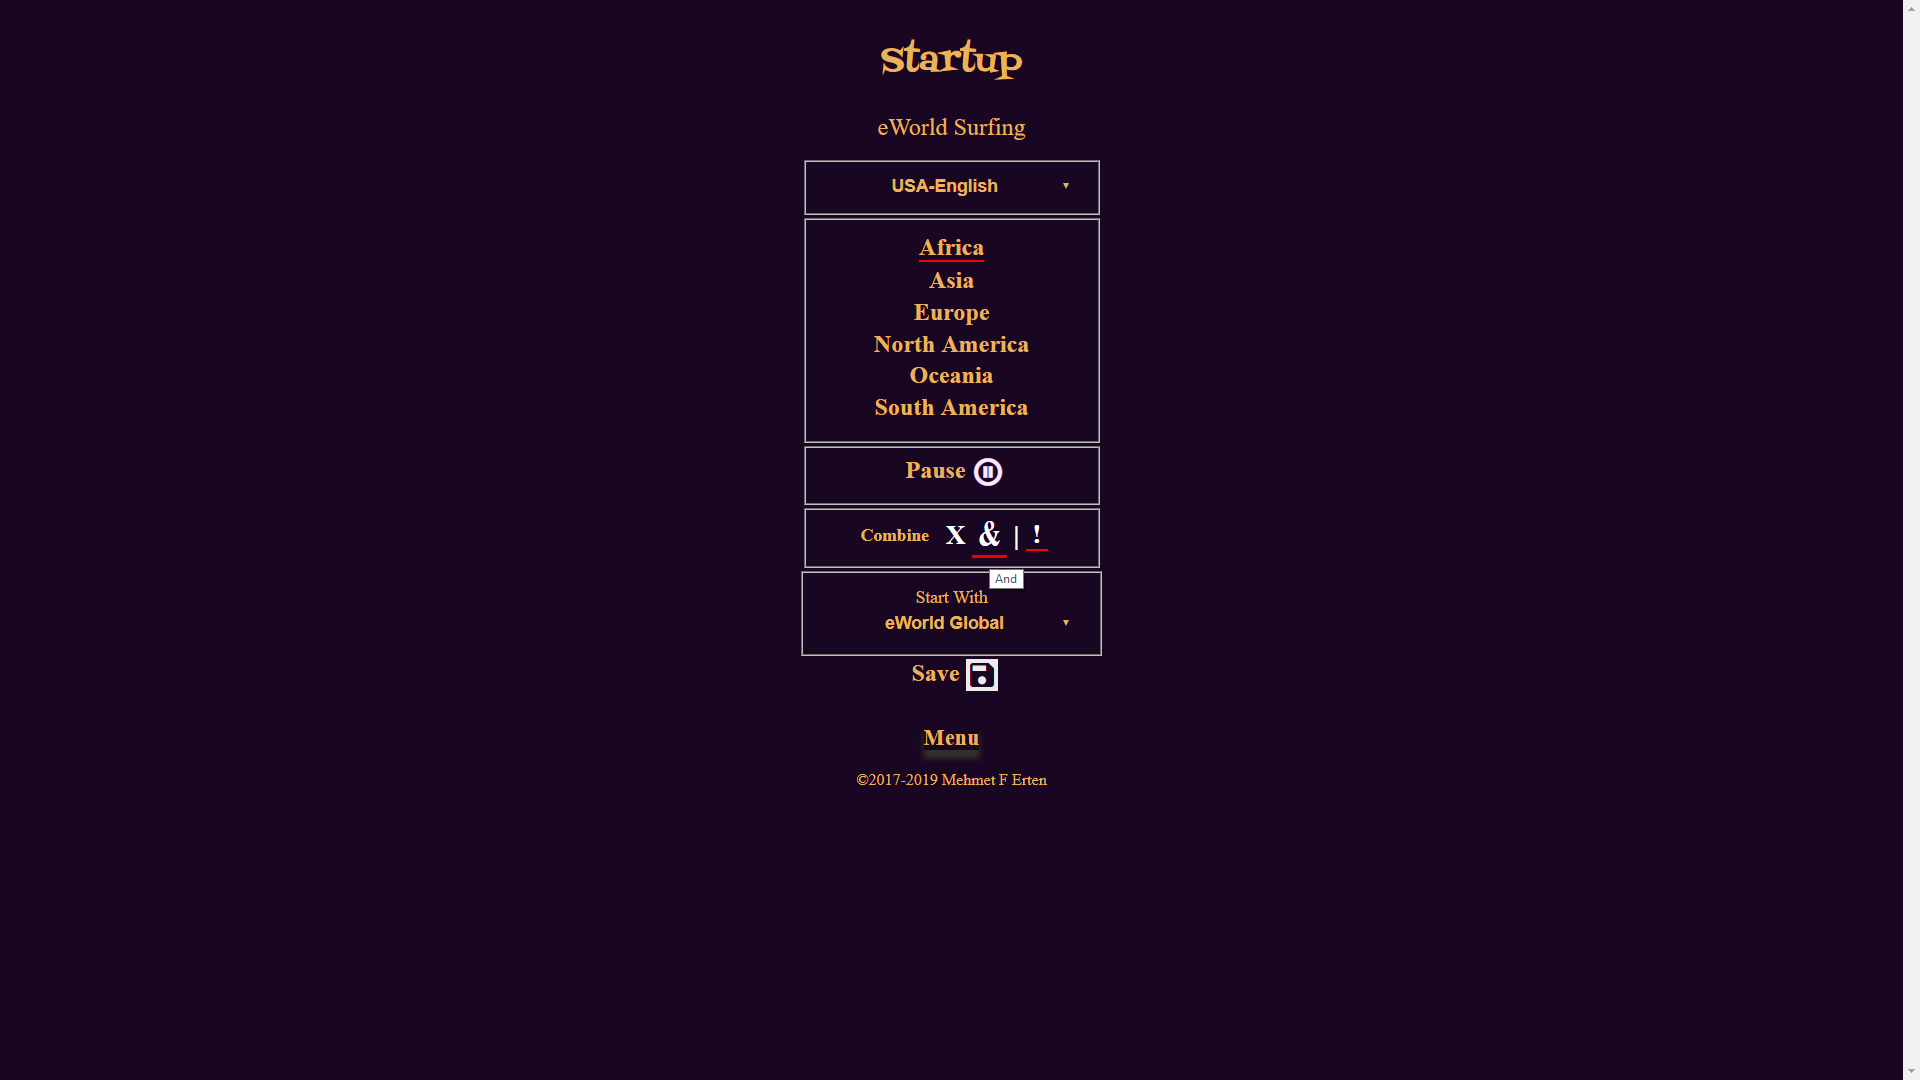 startup
eWorld Surfing
USA-English
Africa
Asia
Europe
North America
Oceania
South America
Pause
Combine X & | !
And
Start With
eWorld Global
Save
Menu
©2017-2019 Mehmet F Erten